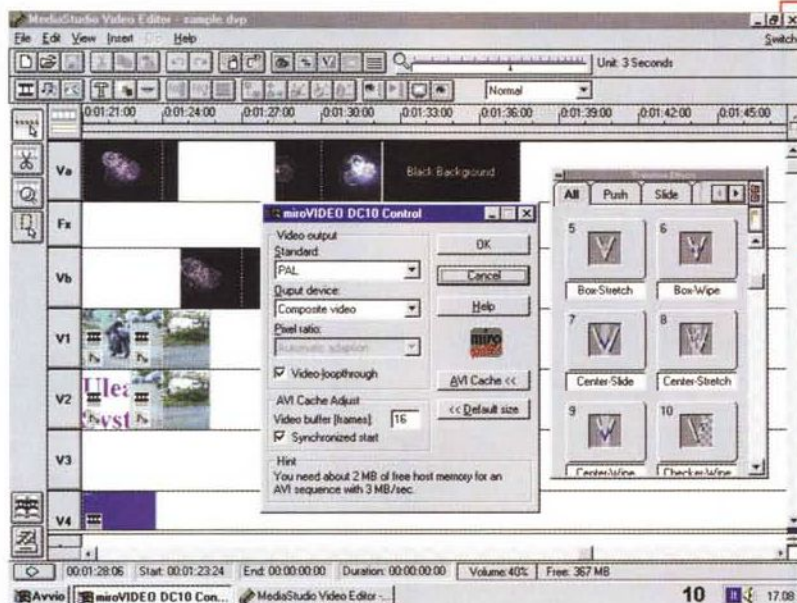 MediaStudio Video Editor - sample.dvp
File Edit View Insert Help Switch
Unit: 3 Seconds
Normal
0:01:21:00 0:01:24:00 0:01:27:00 0:01:30:00 0:01:33:00 0:01:36:00 0:01:39:00 0:01:42:00 0:01:45:00
Va
Black Background
Fx
Vb
V1
V2
Ulea
Syst
V3
V4
miroVIDEO DC10 Control
Video output
Standard:
PAL
Ouput device:
Composite video
Pixel ratio:
Automatic adaption
Video-loopthrough
AVI Cache Adjust
Video buffer [frames]: 16
Synchronized start
Hint
You need about 2 MB of free host memory for an
AVI sequence with 3 MB/sec.
OK
Cancel
Help
miro
AVI Cache <<
<< Default size
All Push Slide
5 6
Box-Stretch Box-Wipe
7 8
Center-Slide Center-Stretch
9 10
Center-Wipe Checker-Wipe
00:01:28:06 Start: 00:01:23:24 End: 00:00:00:00 Duration: 00:00:00:00 Volume: 40% Free: 367 MB
Avvio miroVIDEO DC10 Con... MediaStudio Video Editor -... 10 It 17.08